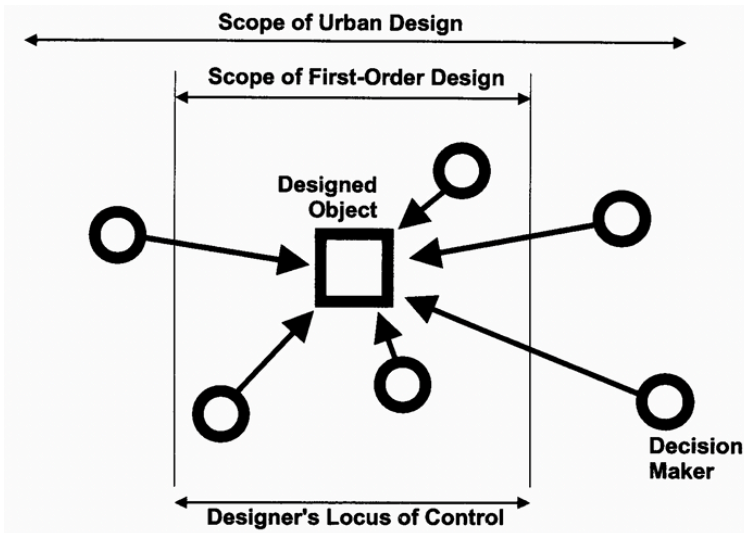 Scope of Urban Design
Scope of First-Order Design
Designed
Object
Decision
Maker
Designer's Locus of Control